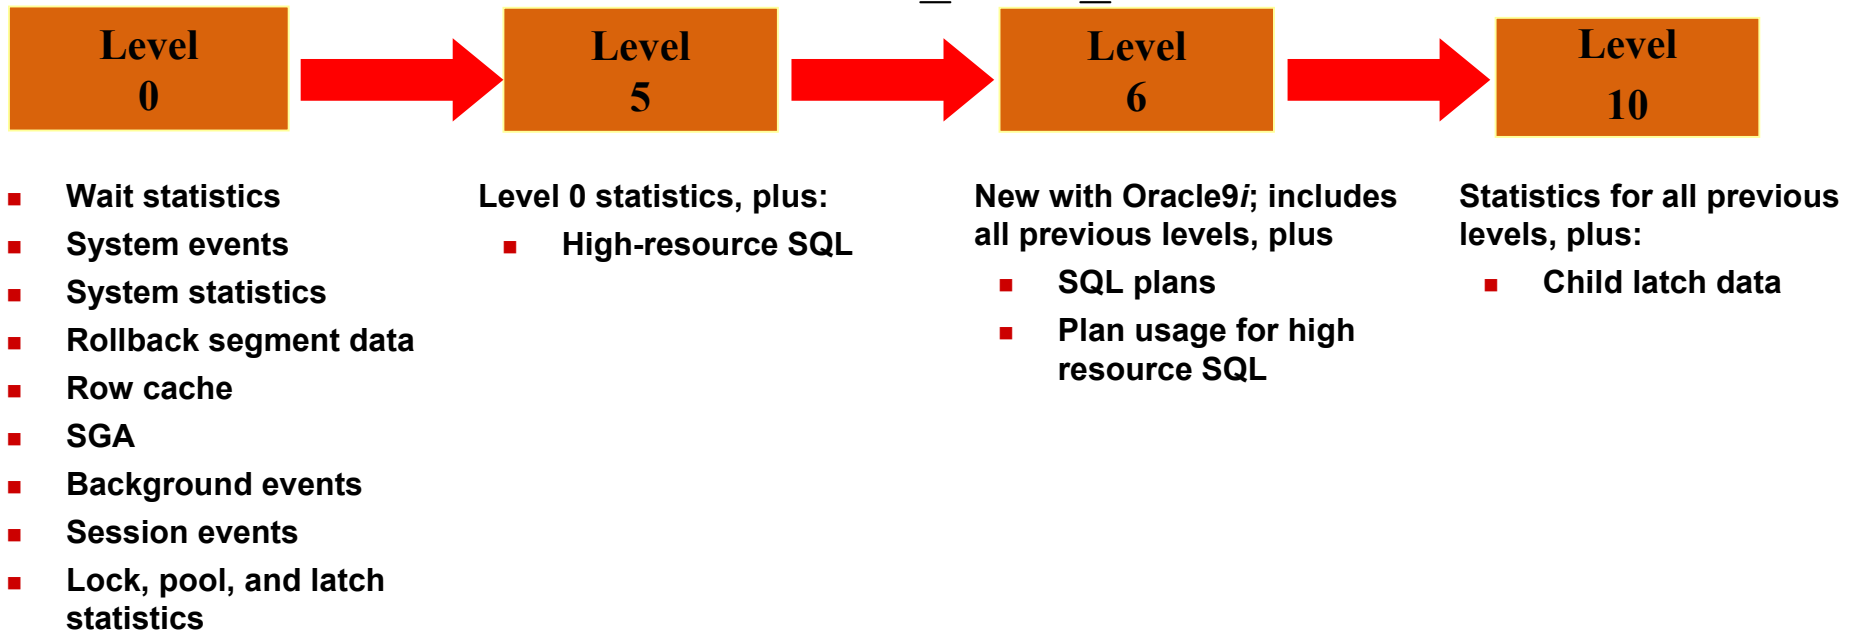 Level
0
Level
5
Level
6
Level
10
Wait statistics
System events
System statistics
Rollback segment data
Row cache
SGA
Background events
Session events
Lock, pool, and latch
statistics
Level 0 statistics, plus:
High-resource SQL
New with Oracle9i; includes
all previous levels, plus
SQL plans
Plan usage for high
resource SQL
Statistics for all previous
levels, plus:
Child latch data